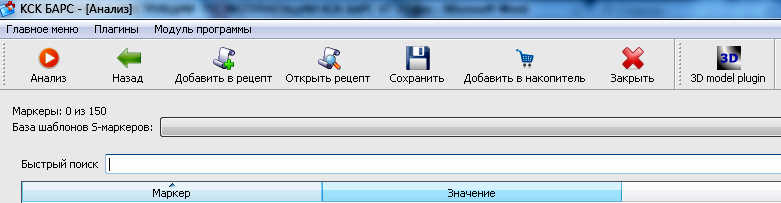 КСК БАРС - [Анализ]
Главное меню Плагины Модуль программы
Анализ Назад Добавить в рецепт Открыть рецепт Сохранить Добавить в накопитель Закрыть 3D model plugin
Маркеры: 0 из 150
База шаблонов S-маркеров:
Быстрый поиск
Маркер Значение